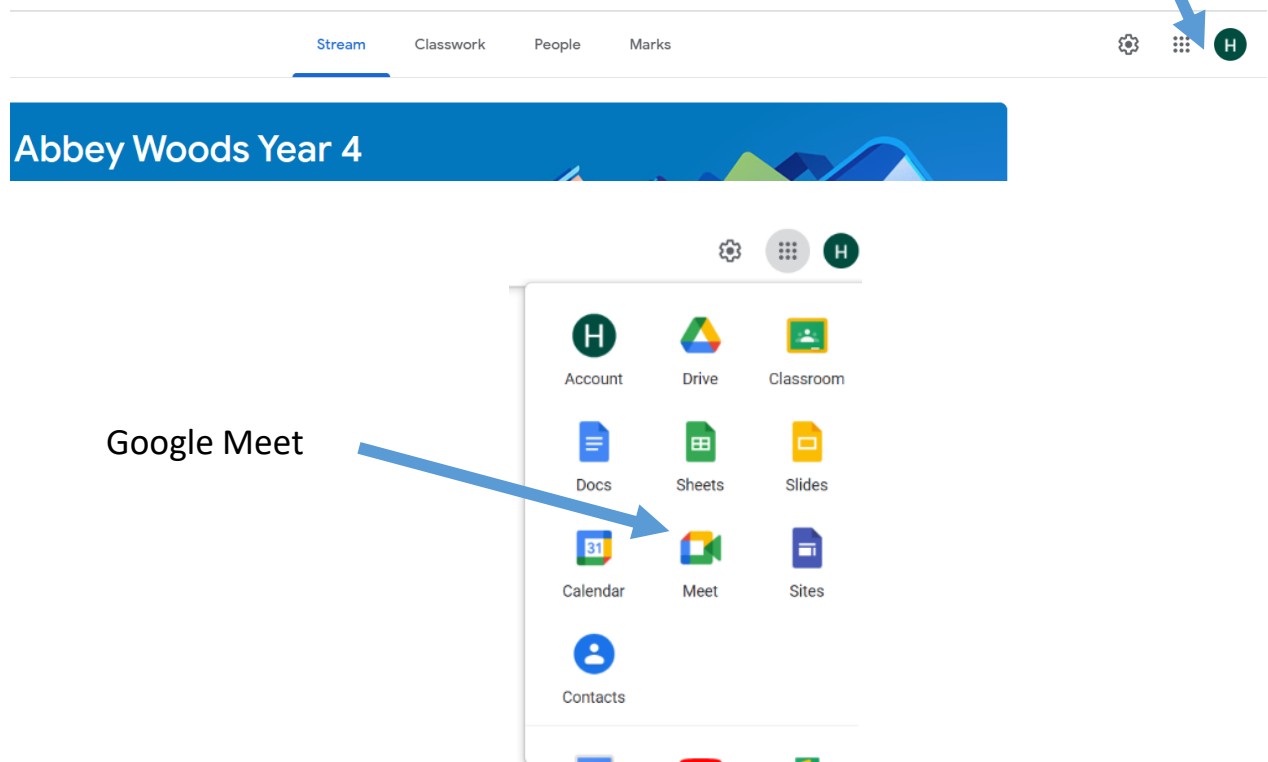 Stream Classwork People Marks
H
Abbey Woods Year 4
H
H
Account Drive Classroom
Google Meet
Docs Sheets Slides
31
Calendar Meet Sites
Contacts